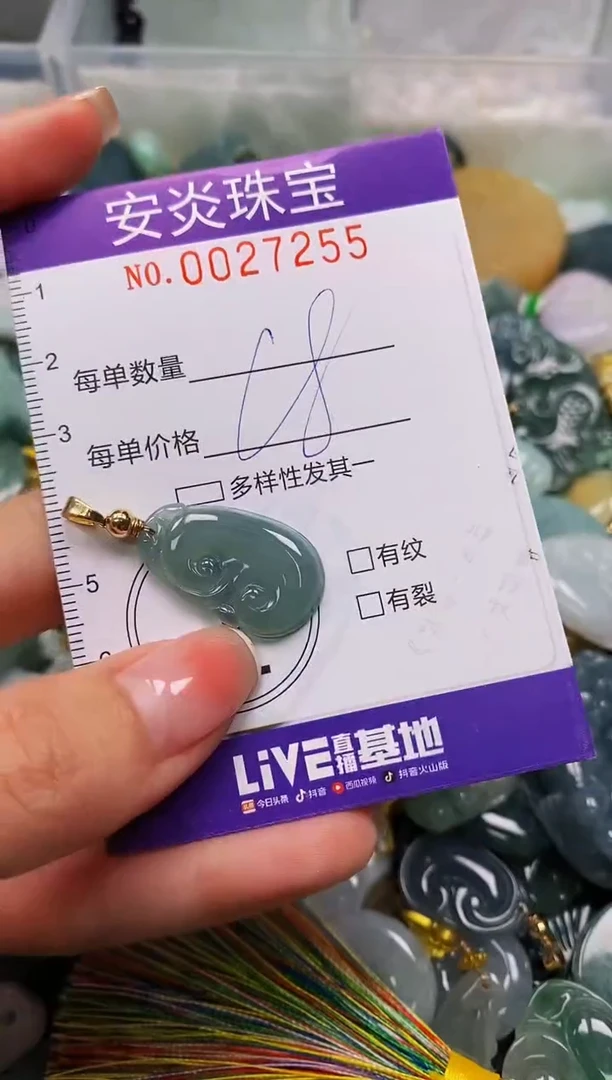 安炎珠宝
NO.0027255
1
2
每单数量
3
每单价格
多样性发其一
5
有纹
有裂
LiVE直播基地
今日头条 抖音 西瓜视频 抖音火山版